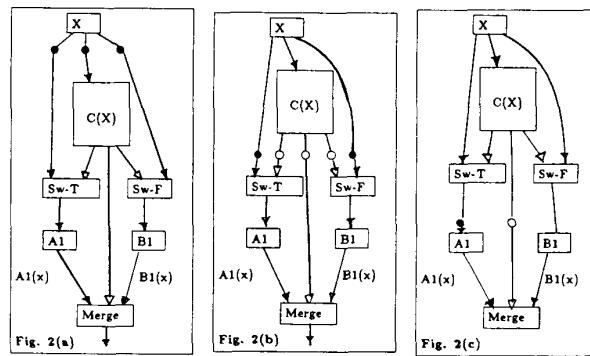 X
C(X)
Sw-T
Sw-F
A1
B1
A1(x)
B1(x)
Merge
Fig. 2(a)
X
C(X)
Sw-T
Sw-F
A1
B1
A1(x)
B1(x)
Merge
Fig. 2(b)
X
C(X)
Sw-T
Sw-F
A1
B1
A1(x)
B1(x)
Merge
Fig. 2(c)